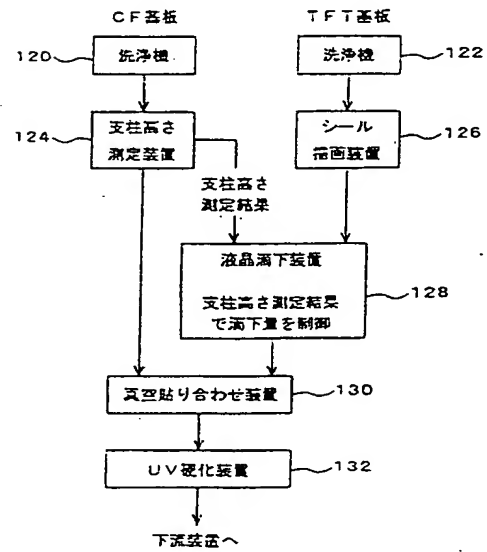 CF基板
TFT基板
120
洗浄機
洗浄機
122
124
支柱高さ
測定装置
シール
描画装置
126
支柱高さ
測定結果
液晶滴下装置
支柱高さ測定結果
で滴下量を制御
128
真空貼り合わせ装置
130
UV硬化装置
132
下流装置へ